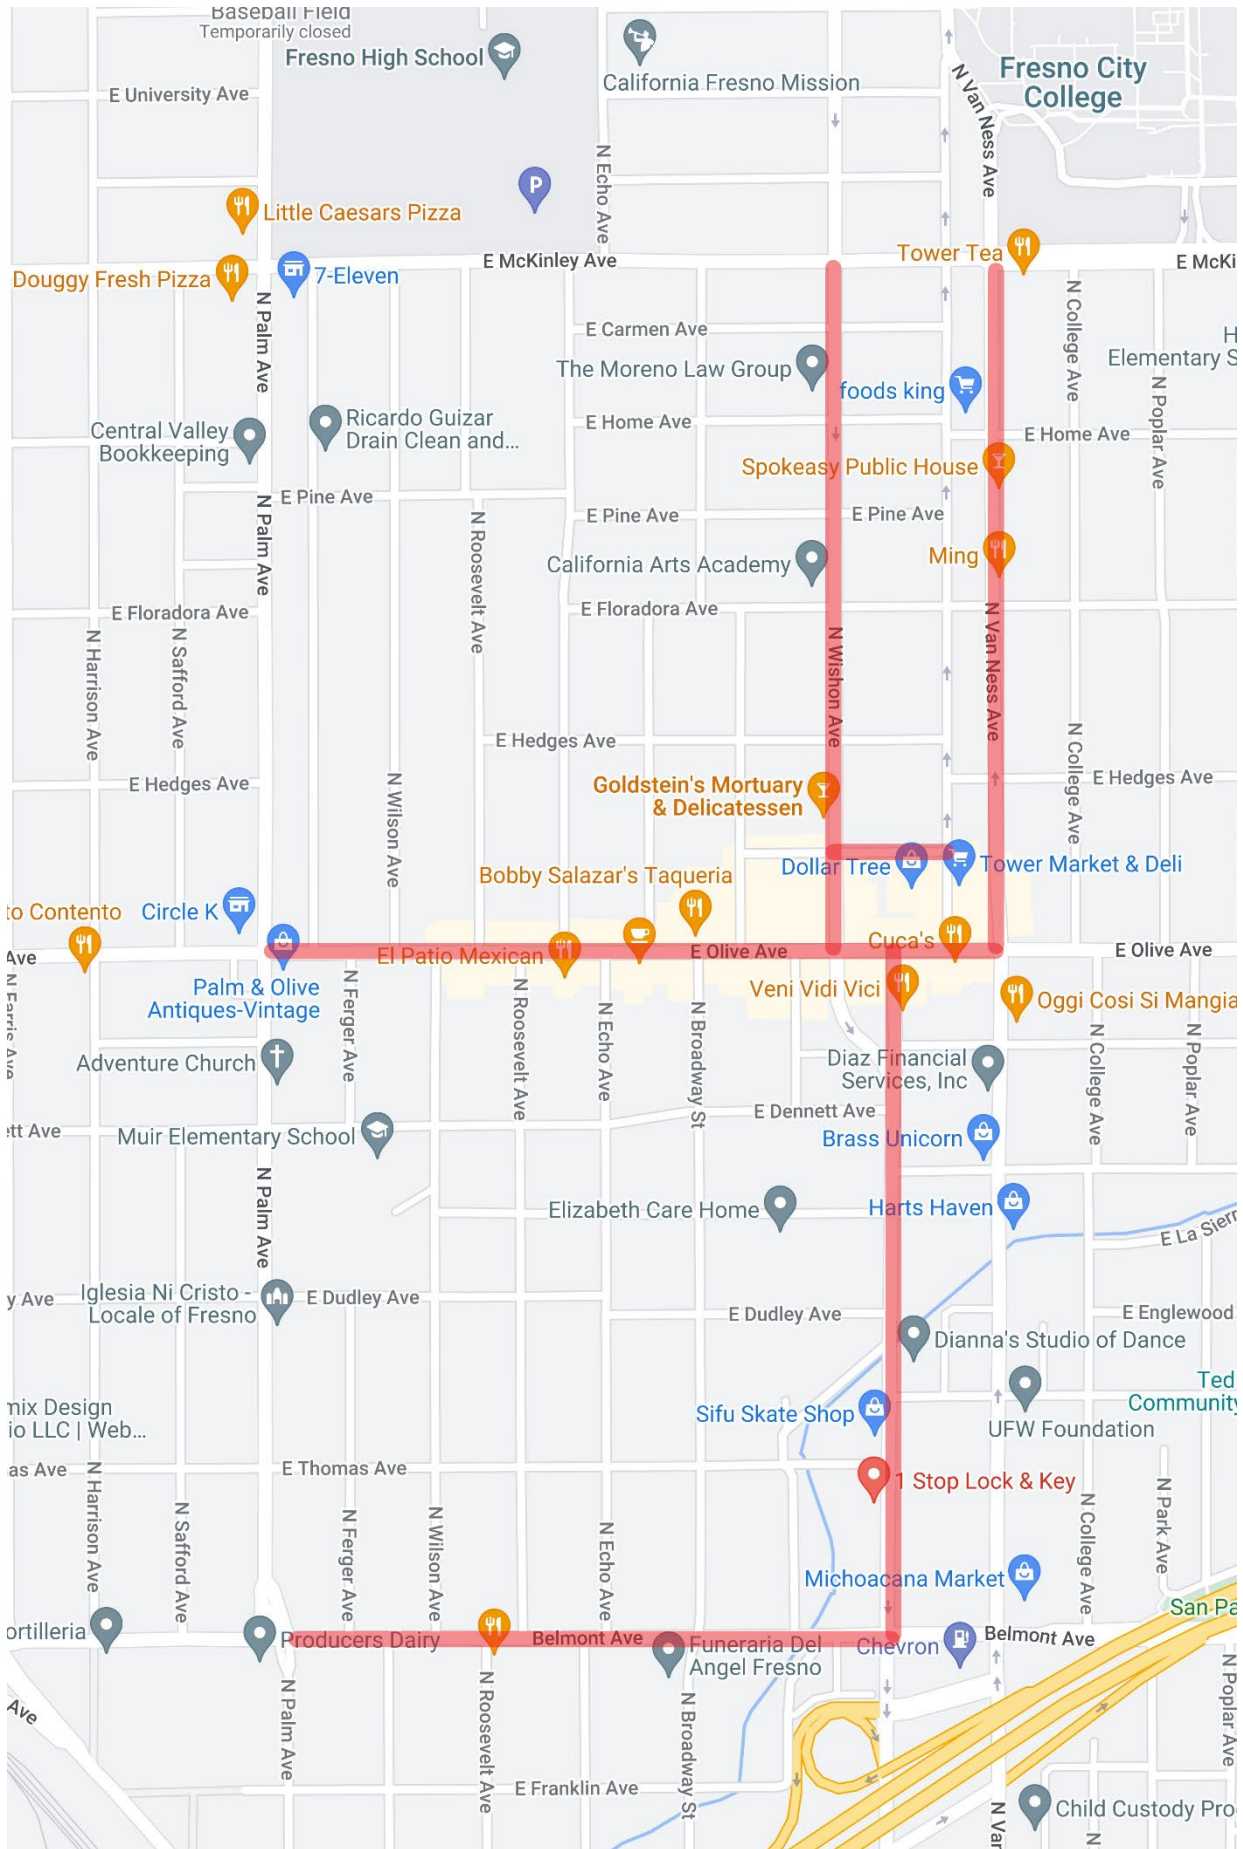 Baseball Field
Temporarily closed
Fresno High School
California Fresno Mission
N Van Ness Ave
Fresno City
College
E University Ave
N Echo Ave
P
Little Caesars Pizza
Tower Tea
E McKinley Ave
E McKi
Douggy Fresh Pizza
7-Eleven
N Palm Ave
N College Ave
E Carmen Ave
H
Elementary S
The Moreno Law Group
foods king
N Poplar Ave
Central Valley
Bookkeeping
Ricardo Guizar
Drain Clean and...
E Home Ave
E Home Ave
Spokeasy Public House
E Pine Ave
N Palm Ave
N Roosevelt Ave
E Pine Ave
E Pine Ave
California Arts Academy
Ming
E Floradora Ave
E Floradora Ave
N Harrison Ave
N Safford Ave
N Wishon Ave
N Van Ness Ave
E Hedges Ave
N College Ave
E Hedges Ave
E Hedges Ave
N Wilson Ave
Goldstein's Mortuary
& Delicatessen
Dollar Tree
Tower Market & Deli
Bobby Salazar's Taqueria
to Contento
Circle K
Ave
El Patio Mexican
E Olive Ave
Cuca's
E Olive Ave
Palm & Olive
Antiques-Vintage
Veni Vidi Vici
Oggi Cosi Si Mangia
N Farris Ave
N Ferger Ave
N Roosevelt Ave
N Echo Ave
N Broadway St
N College Ave
N Poplar Ave
Adventure Church
Diaz Financial
Services, Inc
E Dennett Ave
ett Ave
Muir Elementary School
Brass Unicorn
N Palm Ave
Elizabeth Care Home
Harts Haven
E La Sierr
Iglesia Ni Cristo -
Locale of Fresno
y Ave
E Dudley Ave
E Dudley Ave
E Englewood
Dianna's Studio of Dance
Ted
Community
mix Design
io LLC | Web...
Sifu Skate Shop
UFW Foundation
as Ave
E Thomas Ave
1 Stop Lock & Key
N Harrison Ave
N Safford Ave
N Ferger Ave
N Wilson Ave
N Echo Ave
N College Ave
N Park Ave
Michoacana Market
San Pa
ortilleria
Producers Dairy
Belmont Ave
Funeraria Del
Angel Fresno
Chevron
Belmont Ave
Ave
N Palm Ave
N Roosevelt Ave
N Broadway St
N Poplar Ave
E Franklin Ave
N Van
Child Custody Pro
N